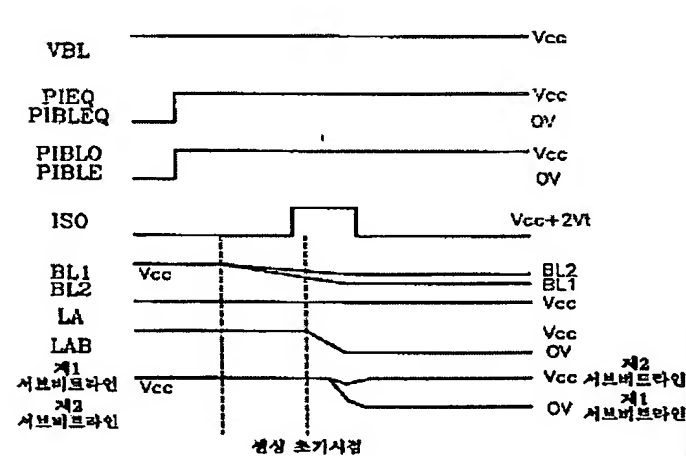 VBL
Vcc
PIEQ
Vcc
PIBLEQ
0V
PIBLO
Vcc
PIBLE
0V
ISO
Vcc+2Vt
BL1
Vcc
BL2
BL2
BL1
LA
Vcc
LAB
Vcc
0V
제1
서브비트라인
Vcc
Vcc
제2
서브비트라인
제2
서브비트라인
0V
제1
서브비트라인
센싱 초기시점